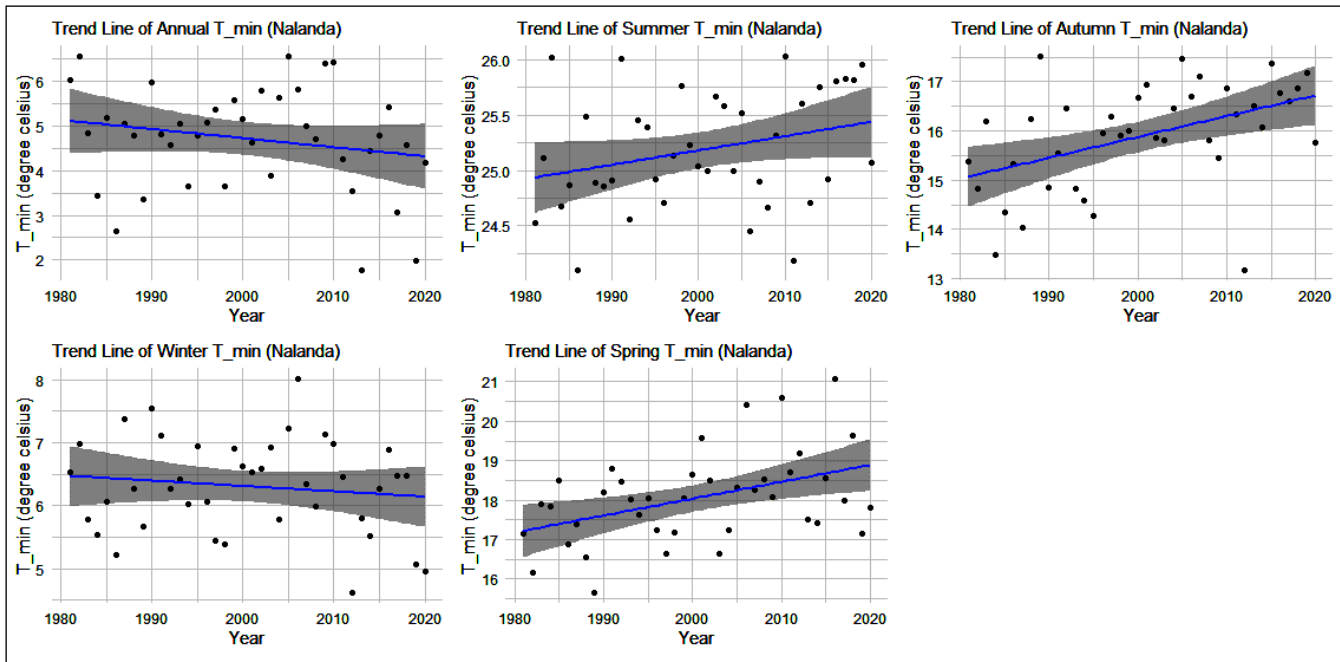 Trend Line of Annual T_min (Nalanda)
T_min (degree celsius)
6
5
4
3
2
1980 1990 2000 2010 2020
Year
Trend Line of Summer T_min (Nalanda)
T_min (degree celsius)
26.0
25.5
25.0
24.5
1980 1990 2000 2010 2020
Year
Trend Line of Autumn T_min (Nalanda)
T_min (degree celsius)
17
16
15
14
13
1980 1990 2000 2010 2020
Year
Trend Line of Winter T_min (Nalanda)
T_min (degree celsius)
8
7
6
5
1980 1990 2000 2010 2020
Year
Trend Line of Spring T_min (Nalanda)
T_min (degree celsius)
21
20
19
18
17
16
1980 1990 2000 2010 2020
Year